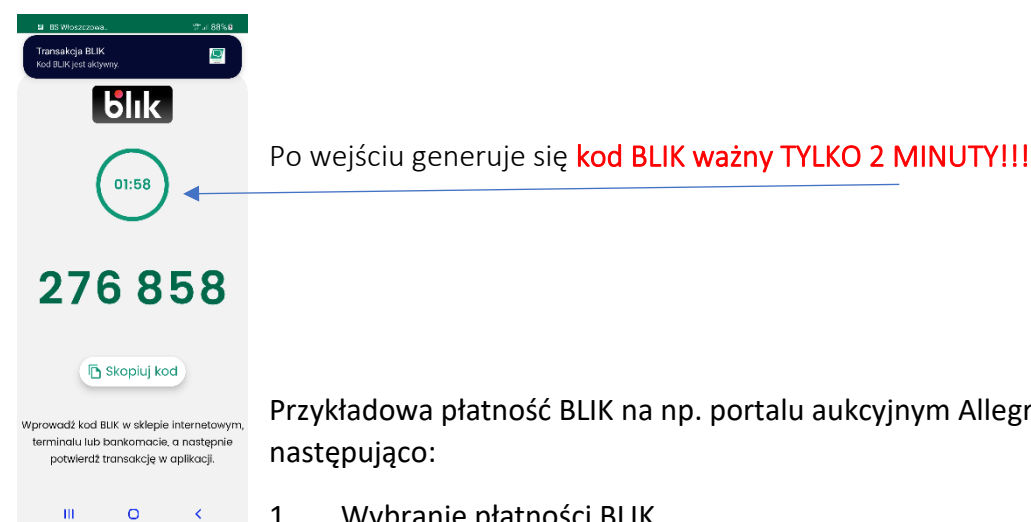 BS Włoszczowa...
88%
Transakcja BLIK
Kod BLIK jest aktywny.
blik
01:58
Po wejściu generuje się kod BLIK ważny TYLKO 2 MINUTY!!!
276 858
Skopiuj kod
Wprowadź kod BLIK w sklepie internetowym,
terminalu lub bankomacie, a następnie
potwierdź transakcję w aplikacji.
Przykładowa płatność BLIK na np. portalu aukcyjnym Allegr
następująco:
1 Wybranie płatności BLIK